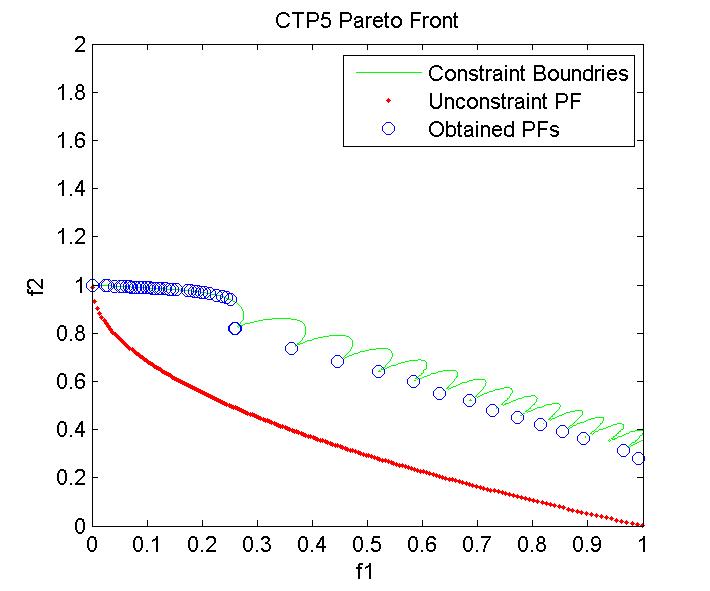 CTP5 Pareto Front
Constraint Boundries
Unconstraint PF
Obtained PFs
f2
2
1.8
1.6
1.4
1.2
1
0.8
0.6
0.4
0.2
0
0 0.1 0.2 0.3 0.4 0.5 0.6 0.7 0.8 0.9 1
f1